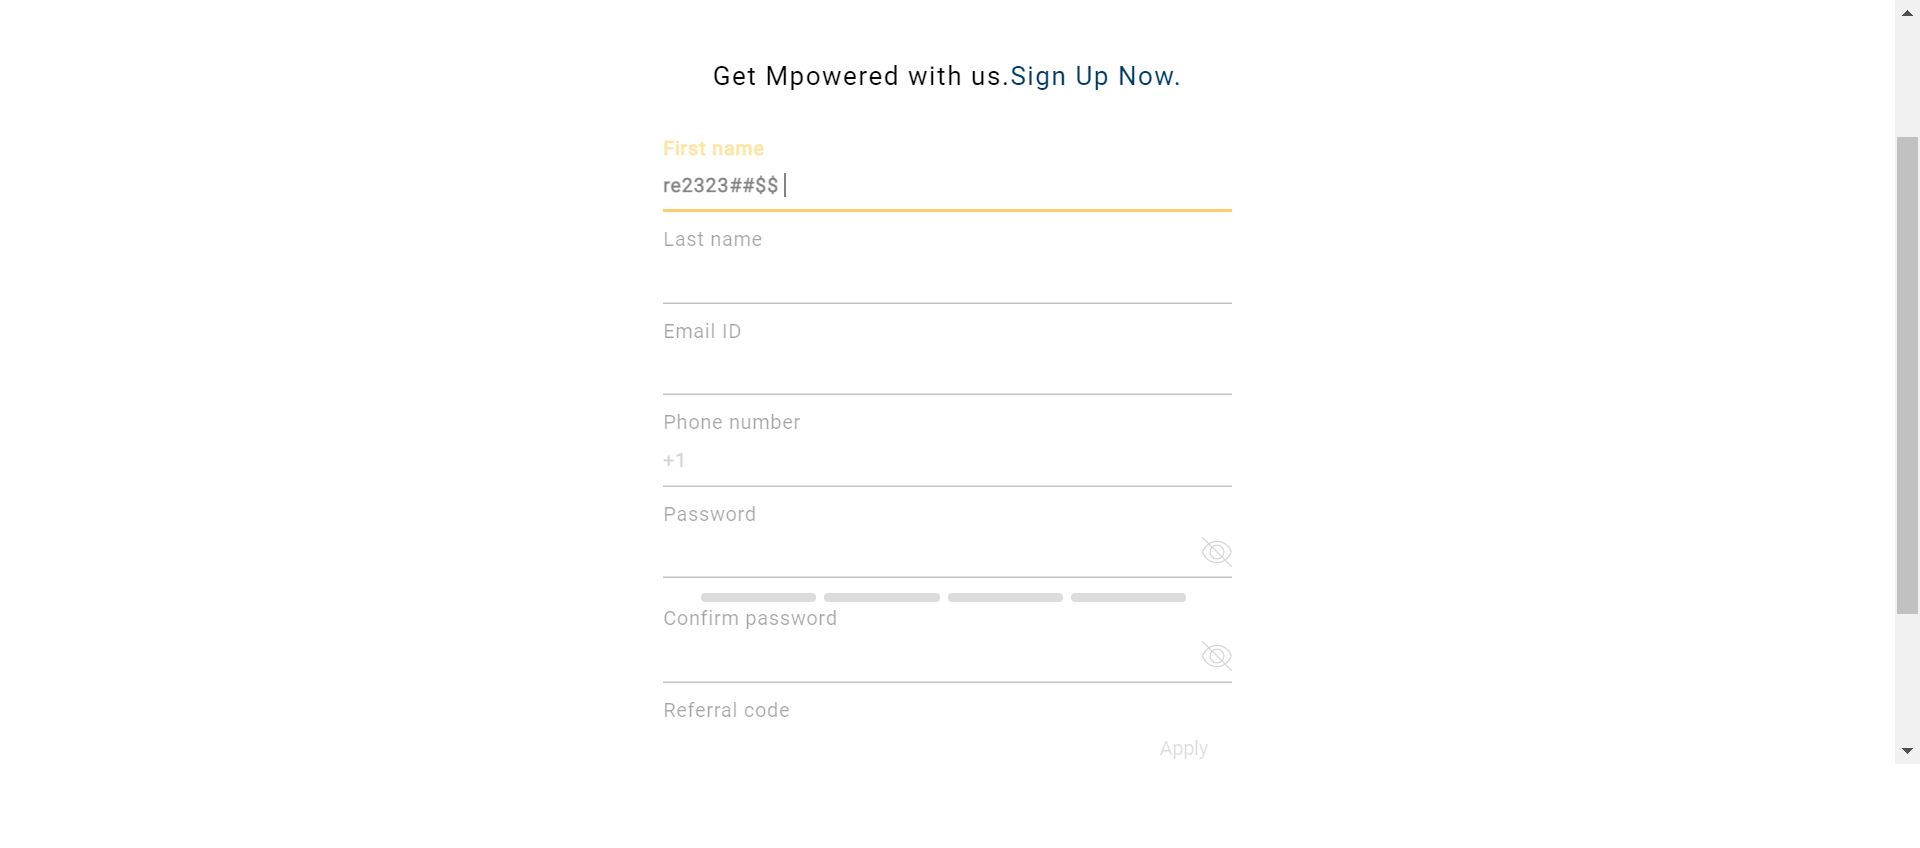 Get Mpowered with us.Sign Up Now.
First name
re2323##$$
Last name
Email ID
Phone number
+1
Password
Confirm password
Referral code
Apply